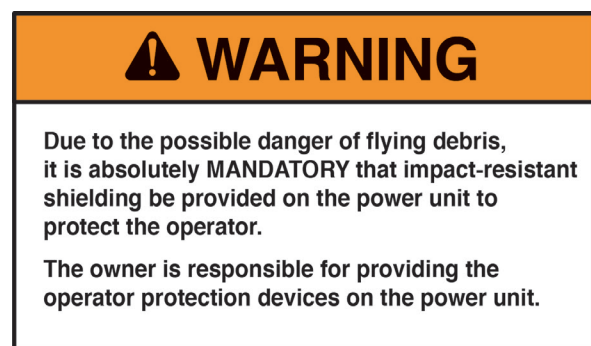 WARNING
Due to the possible danger of flying debris,
it is absolutely MANDATORY that impact-resistant
shielding be provided on the power unit to
protect the operator.
The owner is responsible for providing the
operator protection devices on the power unit.